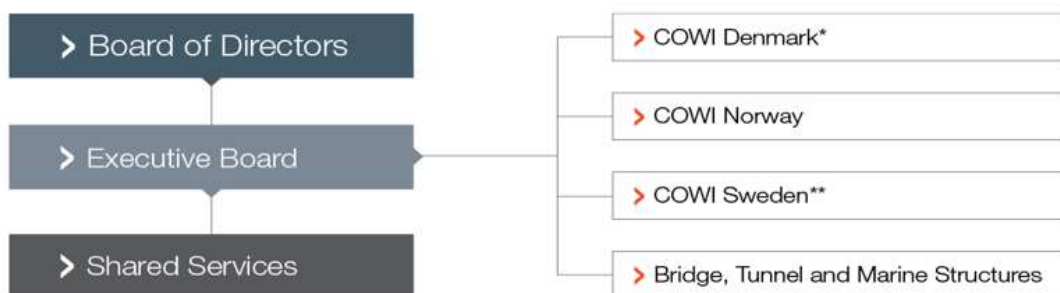 Board of Directors
Executive Board
Shared Services
COWI Denmark*
COWI Norway
COWI Sweden**
Bridge, Tunnel and Marine Structures